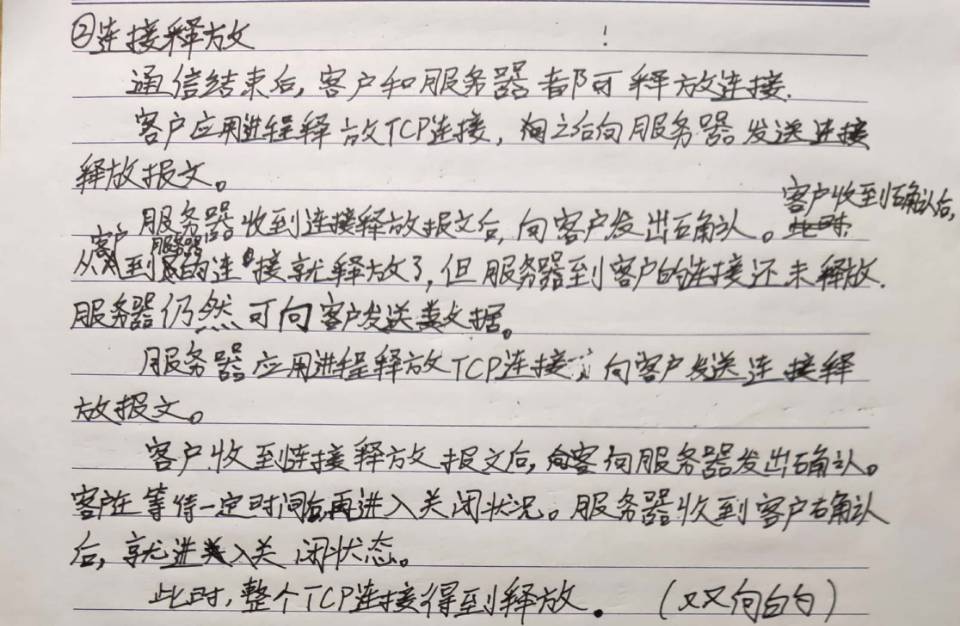 ②连接释放
通信结束后，客户和服务器都可释放连接.
客户应用进程释放TCP连接，向服务器发送连接
释放报文。
服务器收到连接释放报文后，向客户发出确认。客户收到确认后，
从客户到服务器的连接就释放了，但服务器到客户的连接还未释放.
服务器仍然可向客户发送数据。
服务器应用进程释放TCP连接，向客户发送连接释
放报文。
客户收到连接释放报文后，向服务器发出确认。
客户在等待一定时间后再进入关闭状况。服务器收到客户确认
后，就进入关闭状态。
此时，整个TCP连接得到释放。（双向的）